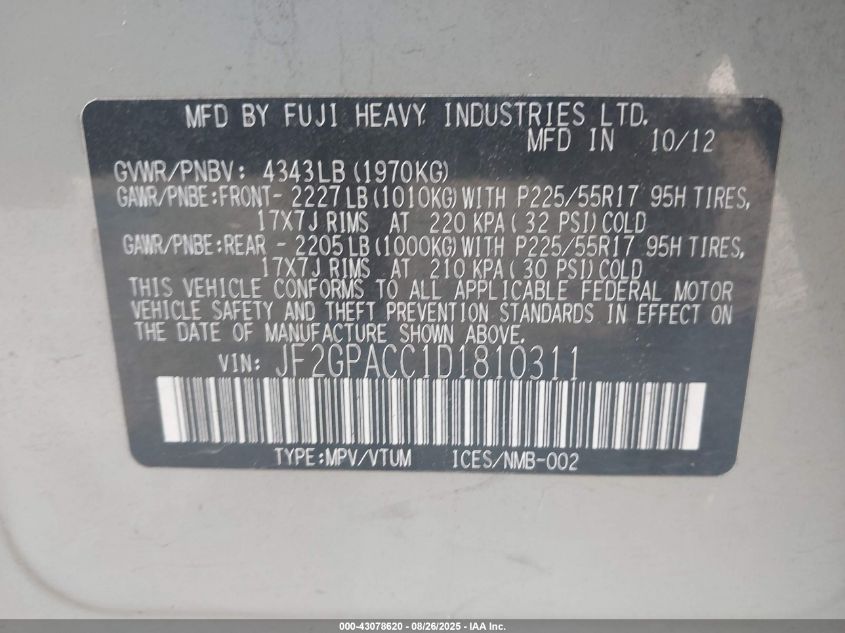 MFD BY FUJI HEAVY INDUSTRIES LTD.
MFD IN 10/12
GVWR/PNBV: 4343LB(1970KG)
GAWR/PNBE:FRONT- 2227LB(1010KG)WITH P225/55R17 95H TIRES,
17X7J RIMS AT 220 KPA( 32 PSI)COLD
GAWR/PNBE:REAR - 2205LB(1000KG)WITH P225/55R17 95H TIRES,
17X7J RIMS AT 210 KPA( 30 PSI)COLD
THIS VEHICLE CONFORMS TO ALL APPLICABLE FEDERAL MOTOR
VEHICLE SAFETY AND THEFT PREVENTION STANDARDS IN EFFECT ON
THE DATE OF MANUFACTURE SHOWN ABOVE.
VIN: JF2GPACC1D1810311
TYPE:MPV/VTUM ICES/NMB-002
000-43078620 - 08/26/2025 - IAA Inc.